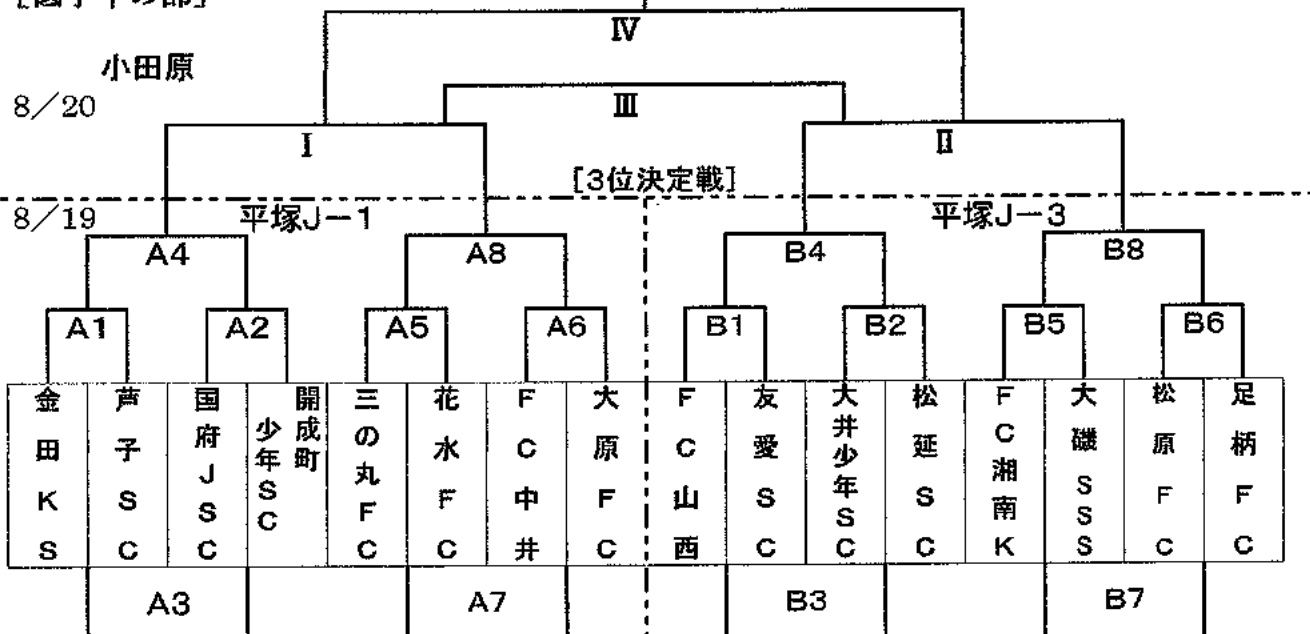 Ⅳ
小田原
8/20
Ⅲ
Ⅰ
Ⅱ
[3位決定戦]
8/19
平塚J-1
平塚J-3
A4
A8
B4
B8
A1
A2
A5
A6
B1
B2
B5
B6
金田KS
芦子SC
国府JSC
開成町
少年SC
三の丸FC
花水FC
FC中井
大原FC
FC山西
友愛SC
大井少年SC
松延SC
FC湘南K
大磯SSS
松原FC
足柄FC
A3
A7
B3
B7